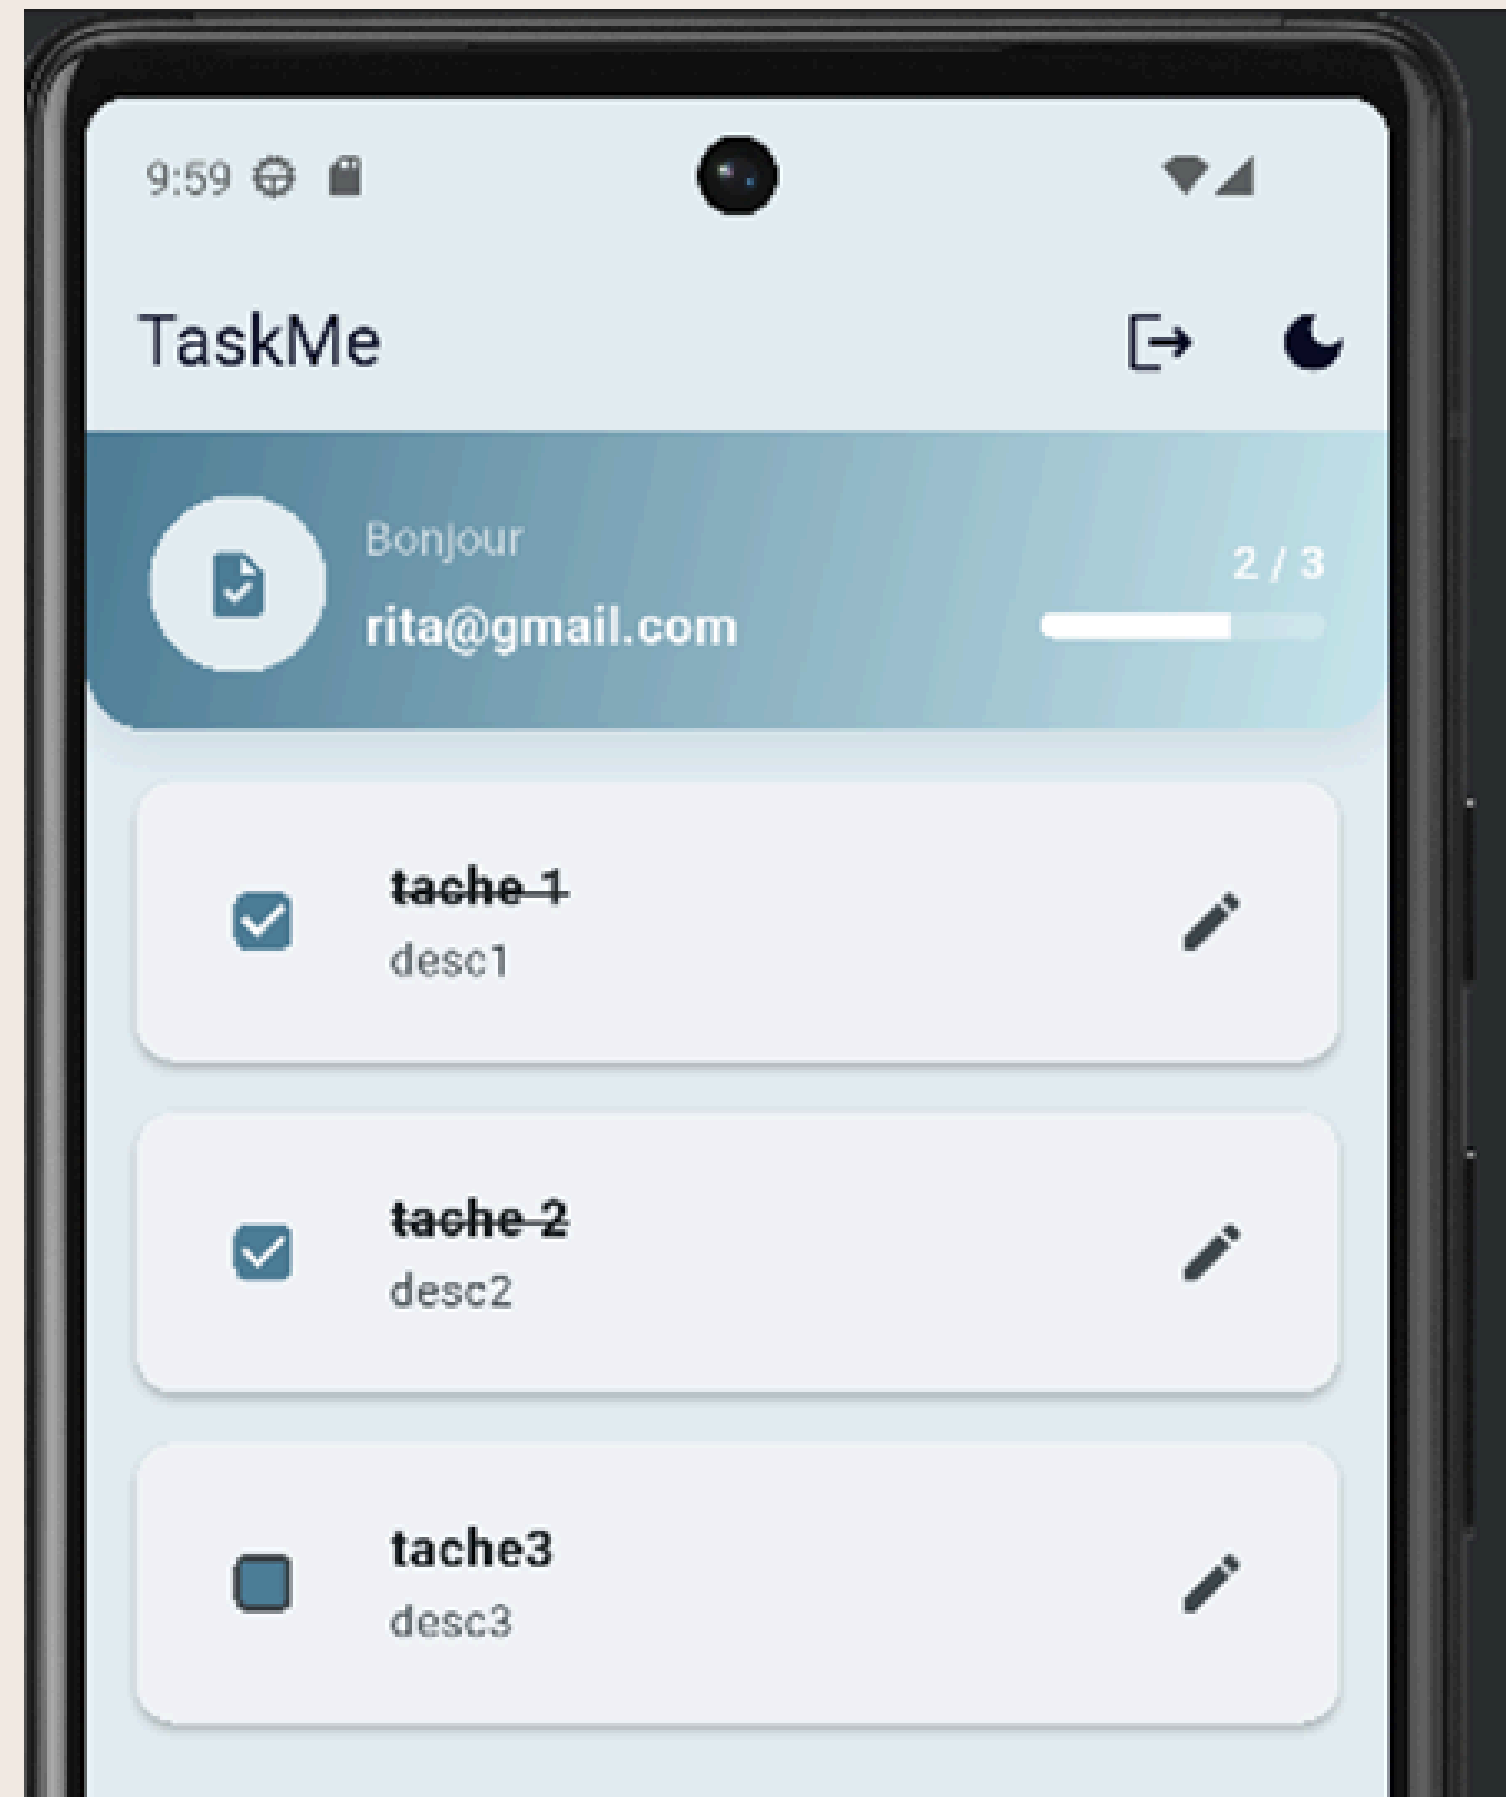 9:59
TaskMe
Bonjour
rita@gmail.com
2 / 3
tache 1
desc1
tache 2
desc2
tache3
desc3